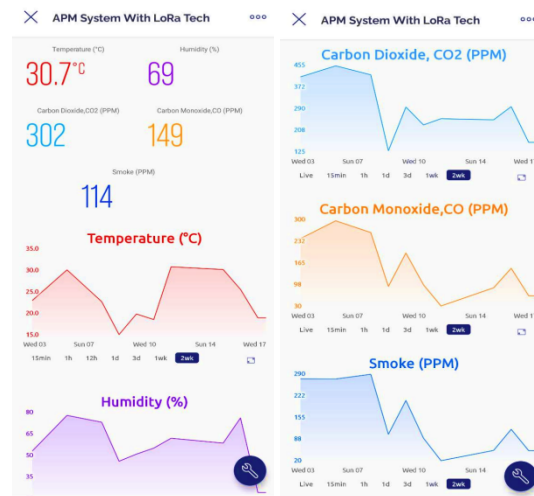 APM System With LoRa Tech
Temperature (°C)
Humidity (%)
30.7°C
69
Carbon Dioxide,CO2 (PPM)
Carbon Monoxide,CO (PPM)
302
149
Smoke (PPM)
114
Temperature (°C)
35.0
30.0
25.0
20.0
15.0
Wed 03 Sun 07 Wed 10 Sun 14 Wed 17
15min 1h 12h 1d 3d 1wk 2wk
Humidity (%)
80
65
50
35
APM System With LoRa Tech
Carbon Dioxide, CO2 (PPM)
455
372
290
208
125
Wed 03 Sun 07 Wed 10 Sun 14 Wed 1
Live 15min 1h 1d 3d 1wk 2wk
Carbon Monoxide,CO (PPM)
300
232
165
98
30
Wed 03 Sun 07 Wed 10 Sun 14 Wed 17
Live 15min 1h 1d 3d 1wk 2wk
Smoke (PPM)
290
222
155
88
20
Wed 03 Sun 07 Wed 10 Sun 14
Live 15min 1h 1d 3d 1wk 2wk